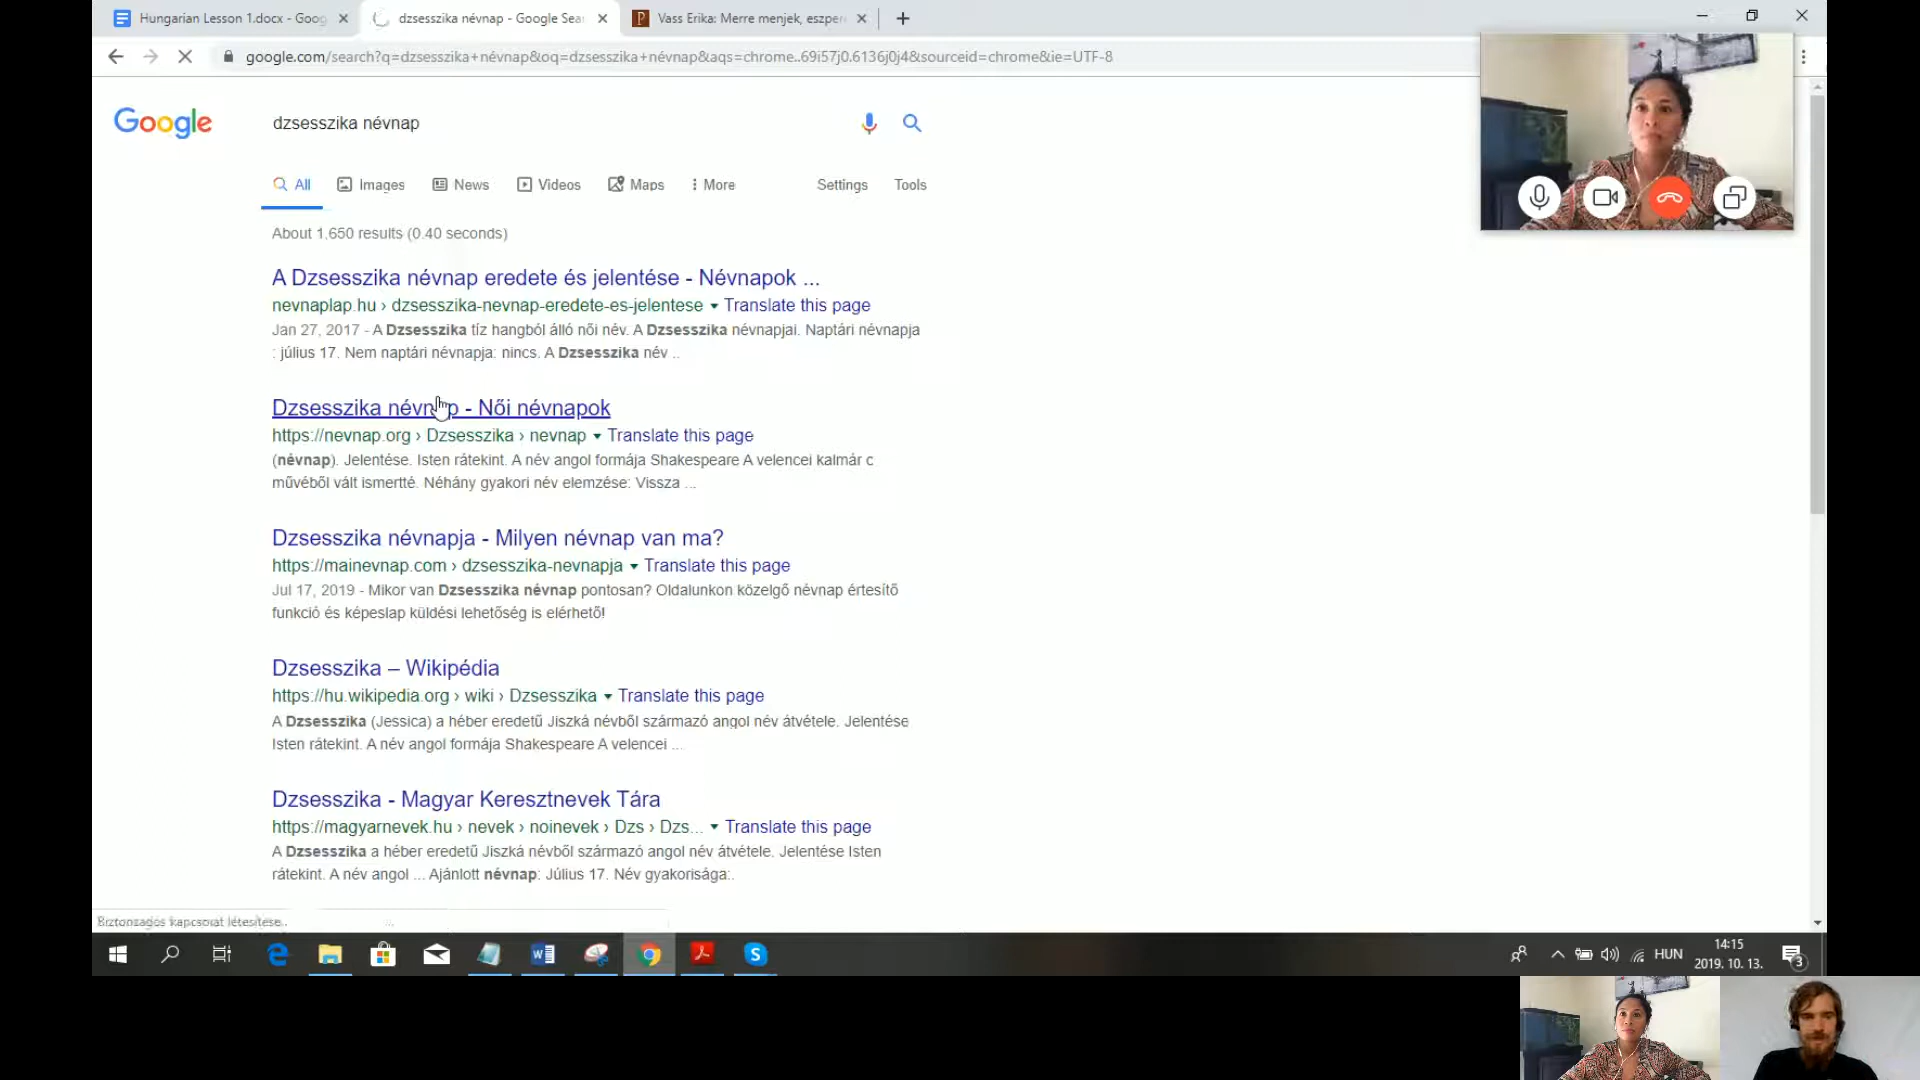 Hungarian Lesson 1.docx - Goog
dzsesszika névnap - Google Sea
Vass Erika: Merre menjek, eszper
google.com/search?q=dzsesszika+névnap&oq=dzsesszika+névnap&aqs=chrome..69i57j0.6136j0j4&sourceid=chrome&ie=UTF-8
Google
dzsesszika névnap
All Images News Videos Maps More Settings Tools
About 1,650 results (0.40 seconds)
A Dzsesszika névnap eredete és jelentése - Névnapok ...
nevnaplap.hu › dzsesszika-nevnap-eredete-es-jelentese Translate this page
Jan 27, 2017 - A Dzsesszika tíz hangból álló női név. A Dzsesszika névnapjai. Naptári névnapja
: július 17. Nem naptári névnapja: nincs. A Dzsesszika név ..
Dzsesszika névnap - Női névnapok
https://nevnap.org › Dzsesszika › nevnap Translate this page
(névnap). Jelentése. Isten rátekint. A név angol formája Shakespeare A velencei kalmár c
művéből vált ismertté. Néhány gyakori név elemzése: Vissza ...
Dzsesszika névnapja - Milyen névnap van ma?
https://mainevnap.com › dzsesszika-nevnapja Translate this page
Jul 17, 2019 - Mikor van Dzsesszika névnap pontosan? Oldalunkon közelgő névnap értesítő
funkció és képeslap küldési lehetőség is elérhető!
Dzsesszika – Wikipédia
https://hu.wikipedia.org › wiki › Dzsesszika Translate this page
A Dzsesszika (Jessica) a héber eredetű Jiszká névből származó angol név átvétele. Jelentése
Isten rátekint. A név angol formája Shakespeare A velencei ...
Dzsesszika - Magyar Keresztnevek Tára
https://magyarnevek.hu › nevek › noinevek › Dzs › Dzs... Translate this page
A Dzsesszika a héber eredetű Jiszká névből származó angol név átvétele. Jelentése Isten
rátekint. A név angol ... Ajánlott névnap: Július 17. Név gyakorisága:.
Biztonságos kapcsolat létesítése...
HUN
14:15
2019. 10. 13.
3